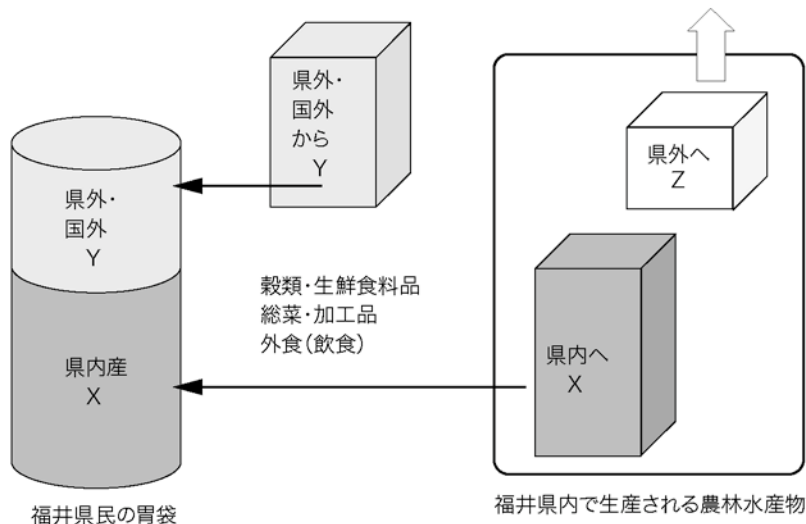 県外・
国外
から
Y
県外へ
Z
県外・
国外
Y
穀類・生鮮食料品
総菜・加工品
外食(飲食)
県内産
X
県内へ
X
福井県民の胃袋
福井県内で生産される農林水産物